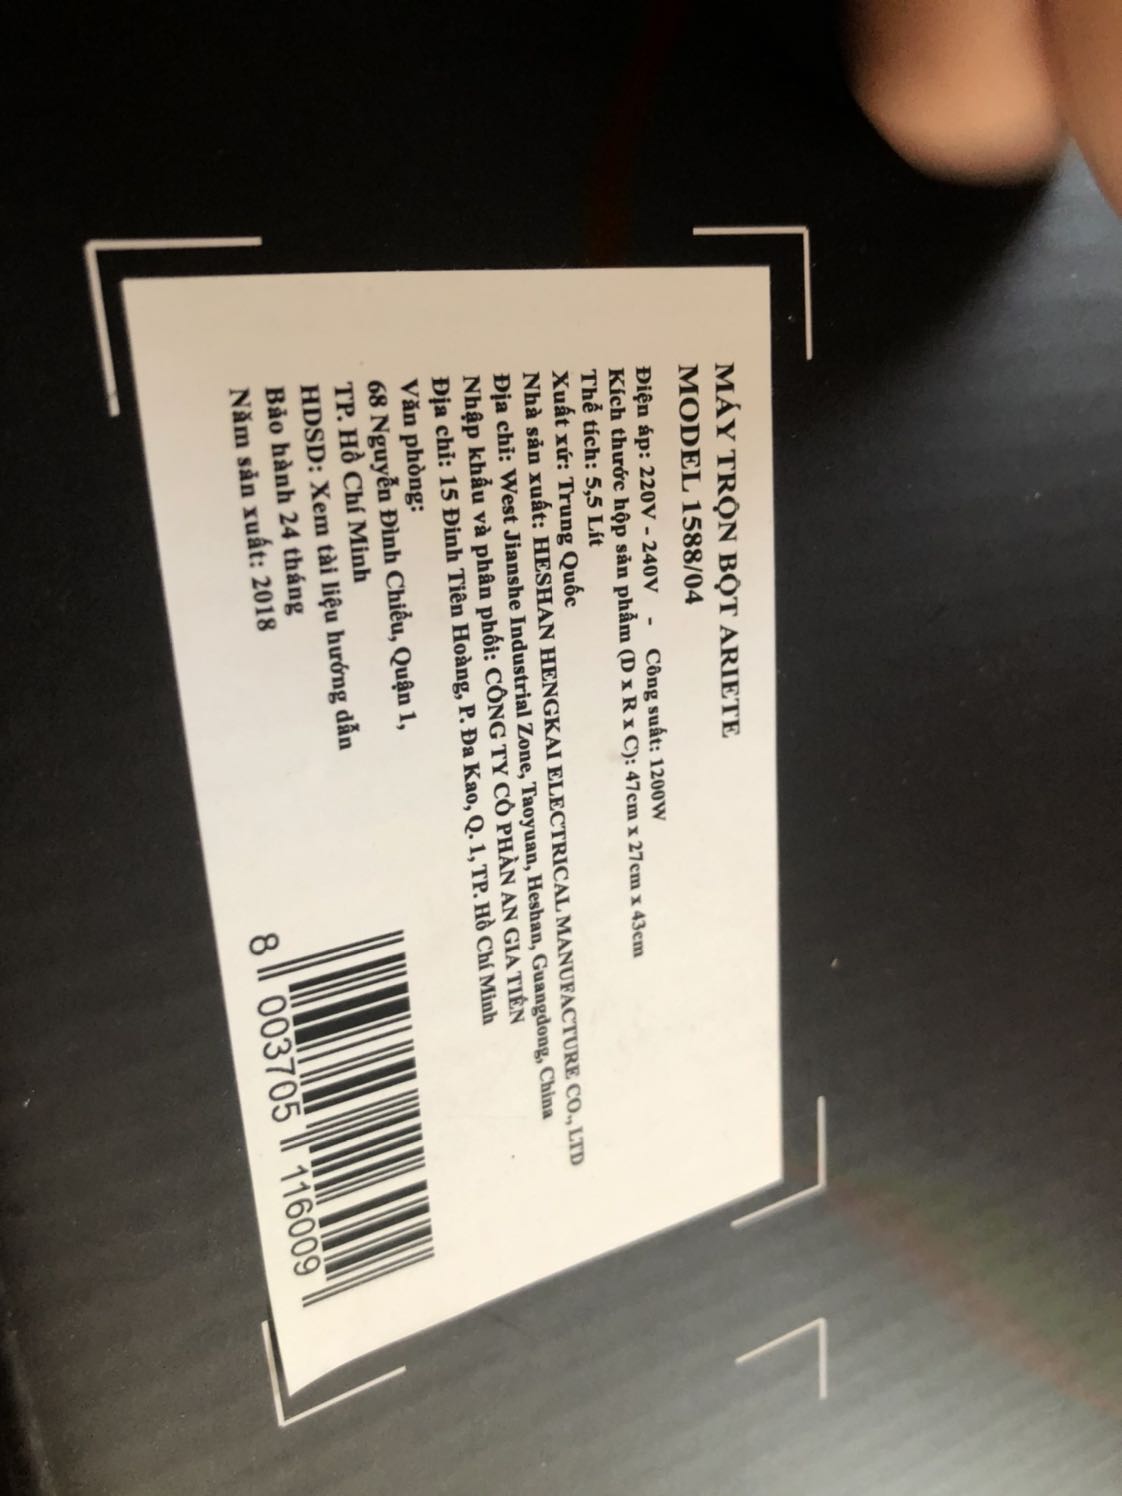 MÁY TRỘN BỘT ARIETE
MODEL 1588/04
Điện áp: 220V - 240V - Công suất: 1200W
Kích thước hộp sản phẩm (D x R x C): 47cm x 27cm x 43cm
Thể tích: 5,5 Lít
Xuất xứ: Trung Quốc
Nhà sản xuất: HESHAN HENGKAI ELECTRICAL MANUFACTURE CO., LTD
Địa chỉ: West Jianshe Industrial Zone, Taoyuan, Heshan, Guangdong, China
Nhập khẩu và phân phối: CÔNG TY CỔ PHẦN AN GIA TIẾN
Địa chỉ: 15 Đinh Tiên Hoàng, P. Đa Kao, Q. 1, TP. Hồ Chí Minh
Văn phòng:
68 Nguyễn Đình Chiểu, Quận 1,
TP. Hồ Chí Minh
HDSD: Xem tài liệu hướng dẫn
Bảo hành 24 tháng
Năm sản xuất: 2018
8 003705 116009